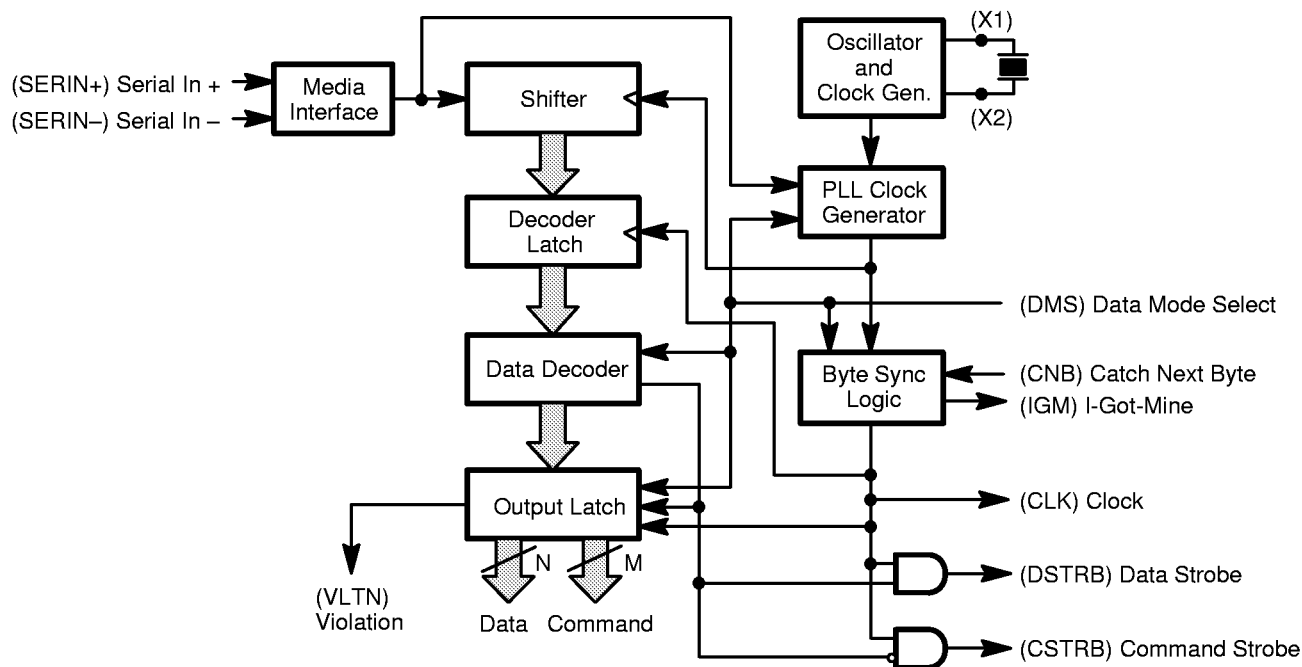 (X1)
Oscillator
and
Clock Gen.
(X2)
(SERIN+) Serial In +
(SERIN–) Serial In –
Media
Interface
Shifter
PLL Clock
Generator
Decoder
Latch
(DMS) Data Mode Select
Data Decoder
Byte Sync
Logic
(CNB) Catch Next Byte
(IGM) I-Got-Mine
Output Latch
(CLK) Clock
N
M
(VLTN)
Violation
Data
Command
(DSTRB) Data Strobe
(CSTRB) Command Strobe